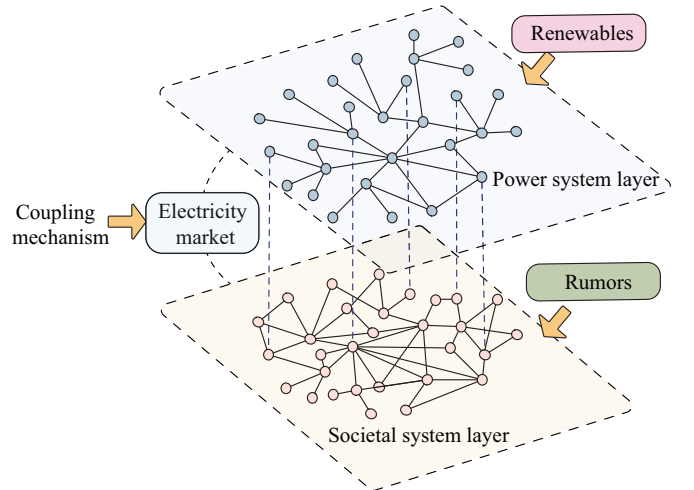 Renewables
Power system layer
Coupling
mechanism
Electricity
market
Rumors
Societal system layer